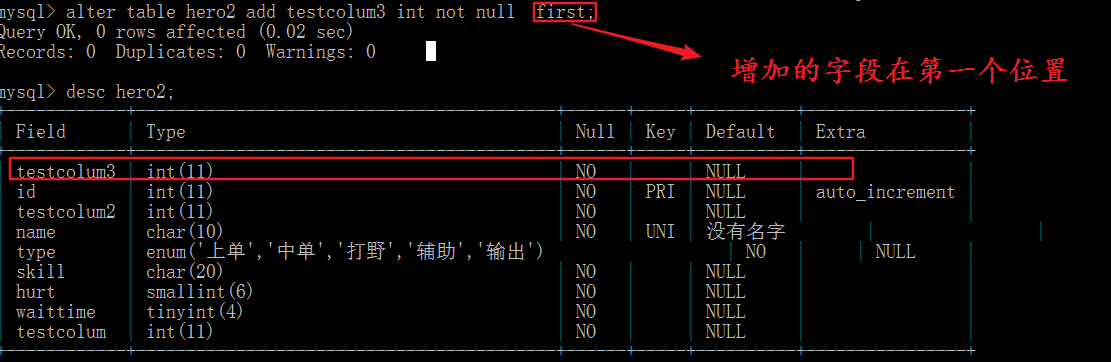 mysql> alter table hero2 add testcolum3 int not null  first;
Query OK, 0 rows affected (0.02 sec)
Records: 0  Duplicates: 0  Warnings: 0
增加的字段在第一个位置
mysql> desc hero2;
+------------+------------------------------------------+------+-----+----------+----------------+
| Field      | Type                                     | Null | Key | Default  | Extra          |
+------------+------------------------------------------+------+-----+----------+----------------+
| testcolum3 | int(11)                                  | NO   |     | NULL     |                |
| id         | int(11)                                  | NO   | PRI | NULL     | auto_increment |
| testcolum2 | int(11)                                  | NO   |     | NULL     |                |
| name       | char(10)                                 | NO   | UNI | 没有名字 |                |
| type       | enum('上单','中单','打野','辅助','输出') | NO   |     | NULL     |                |
| skill      | char(20)                                 | NO   |     | NULL     |                |
| hurt       | smallint(6)                              | NO   |     | NULL     |                |
| waittime   | tinyint(4)                               | NO   |     | NULL     |                |
| testcolum  | int(11)                                  | NO   |     | NULL     |                |
+------------+------------------------------------------+------+-----+----------+----------------+